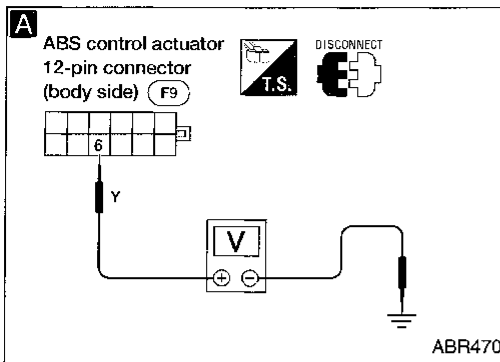 A
ABS control actuator
12-pin connector
(body side) F9
T.S.
DISCONNECT
6
Y
V
+ −
ABR470